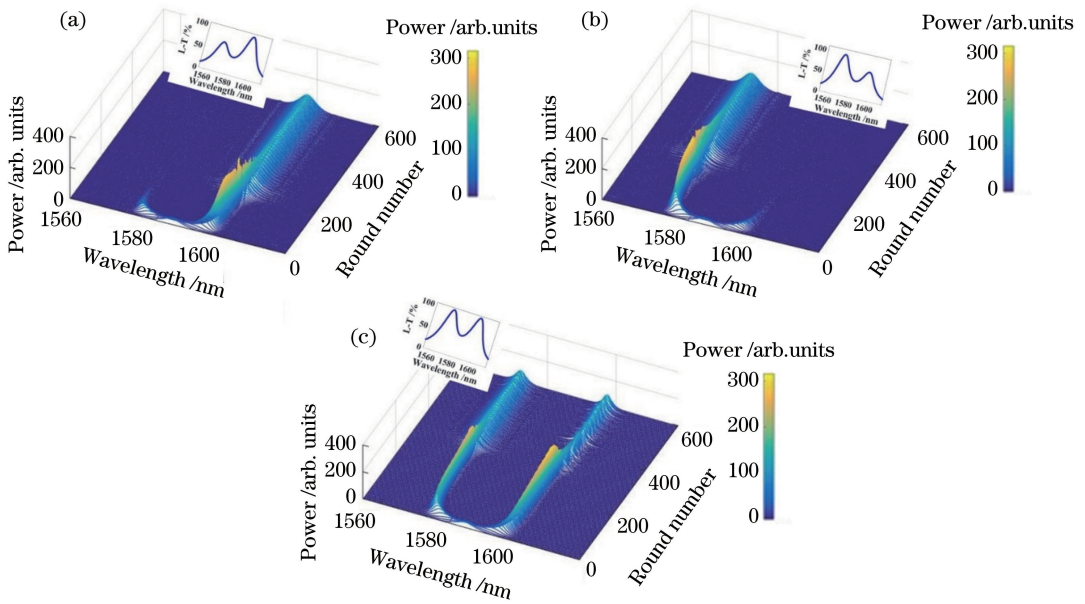 (a)
Power /arb.units
300
200
100
0
100
50
0
L-T /%
1560 1580 1600
Wavelength /nm
400
200
0
Power /arb. units
1560
1580
1600
Wavelength /nm
0
200
400
600
Round number
(b)
Power /arb.units
300
200
100
0
100
50
0
L-T /%
1560 1580 1600
Wavelength /nm
400
200
0
Power /arb. units
1560
1580
1600
Wavelength /nm
0
200
400
600
Round number
(c)
Power /arb.units
300
200
100
0
100
50
0
L-T /%
1560 1580 1600
Wavelength /nm
400
200
0
Power /arb. units
1560
1580
1600
Wavelength /nm
0
200
400
600
Round number